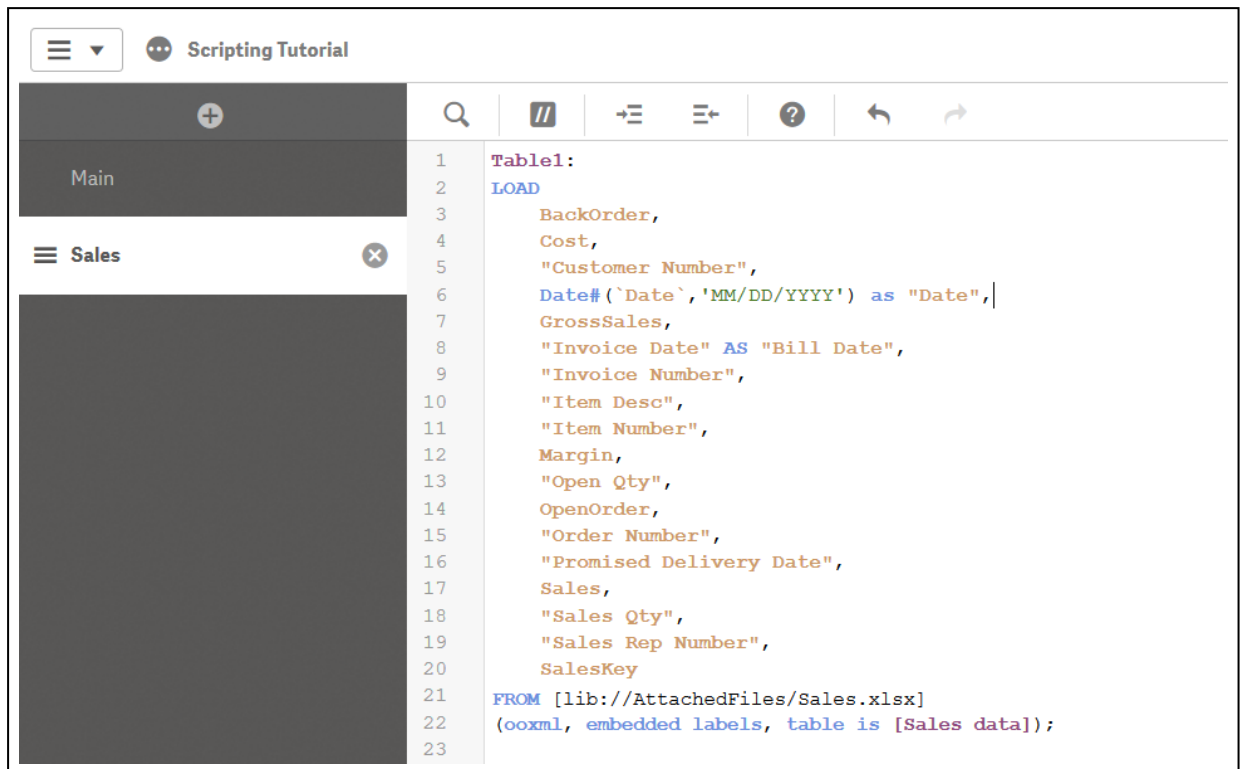 Scripting Tutorial
Main
Sales
1 Table1:
2 LOAD
3 BackOrder,
4 Cost,
5 "Customer Number",
6 Date#(`Date`,'MM/DD/YYYY') as "Date",
7 GrossSales,
8 "Invoice Date" AS "Bill Date",
9 "Invoice Number",
10 "Item Desc",
11 "Item Number",
12 Margin,
13 "Open Qty",
14 OpenOrder,
15 "Order Number",
16 "Promised Delivery Date",
17 Sales,
18 "Sales Qty",
19 "Sales Rep Number",
20 SalesKey
21 FROM [lib://AttachedFiles/Sales.xlsx]
22 (ooxml, embedded labels, table is [Sales data]);
23